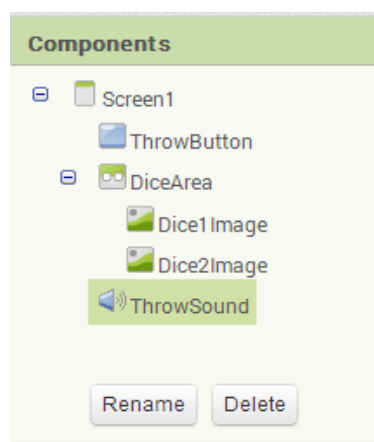 Components
Screen1
ThrowButton
DiceArea
Dice1Image
Dice2Image
ThrowSound
Rename Delete